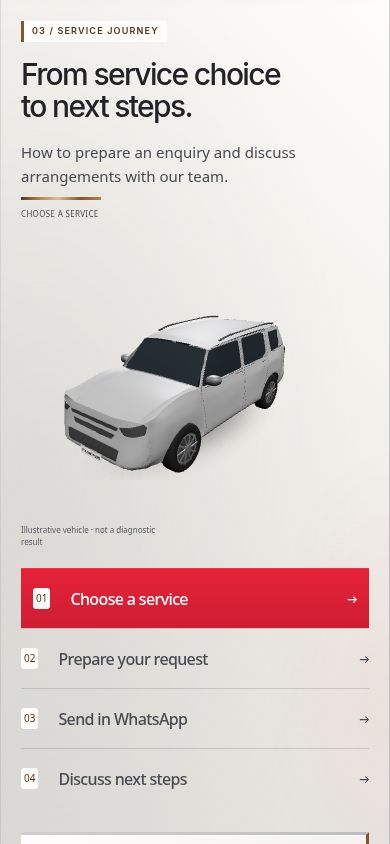 03 / SERVICE JOURNEY
From service choice
to next steps.
How to prepare an enquiry and discuss
arrangements with our team.
CHOOSE A SERVICE
Illustrative vehicle · not a diagnostic
result
01 Choose a service →
02 Prepare your request →
03 Send in WhatsApp →
04 Discuss next steps →